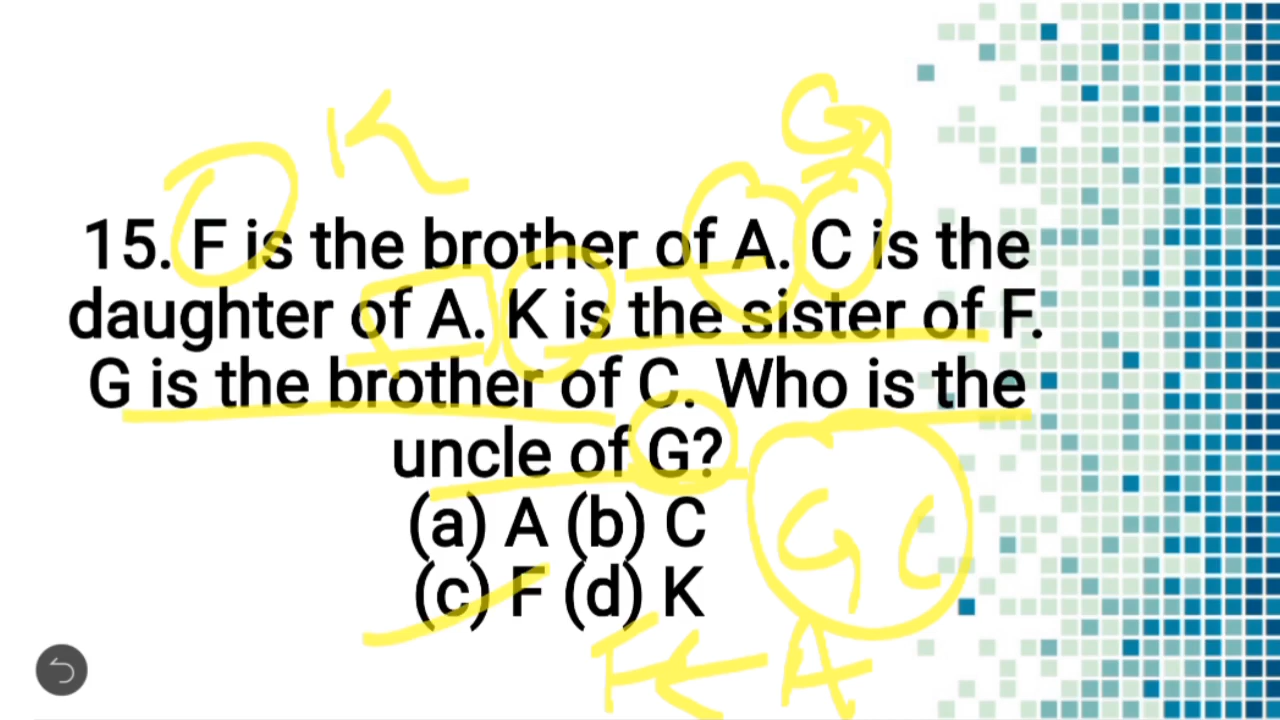 K
G
15. F is the brother of A. C is the
daughter of A. K is the sister of F.
G is the brother of C. Who is the
uncle of G?
(a) A (b) C
(c) F (d) K
G C
F A